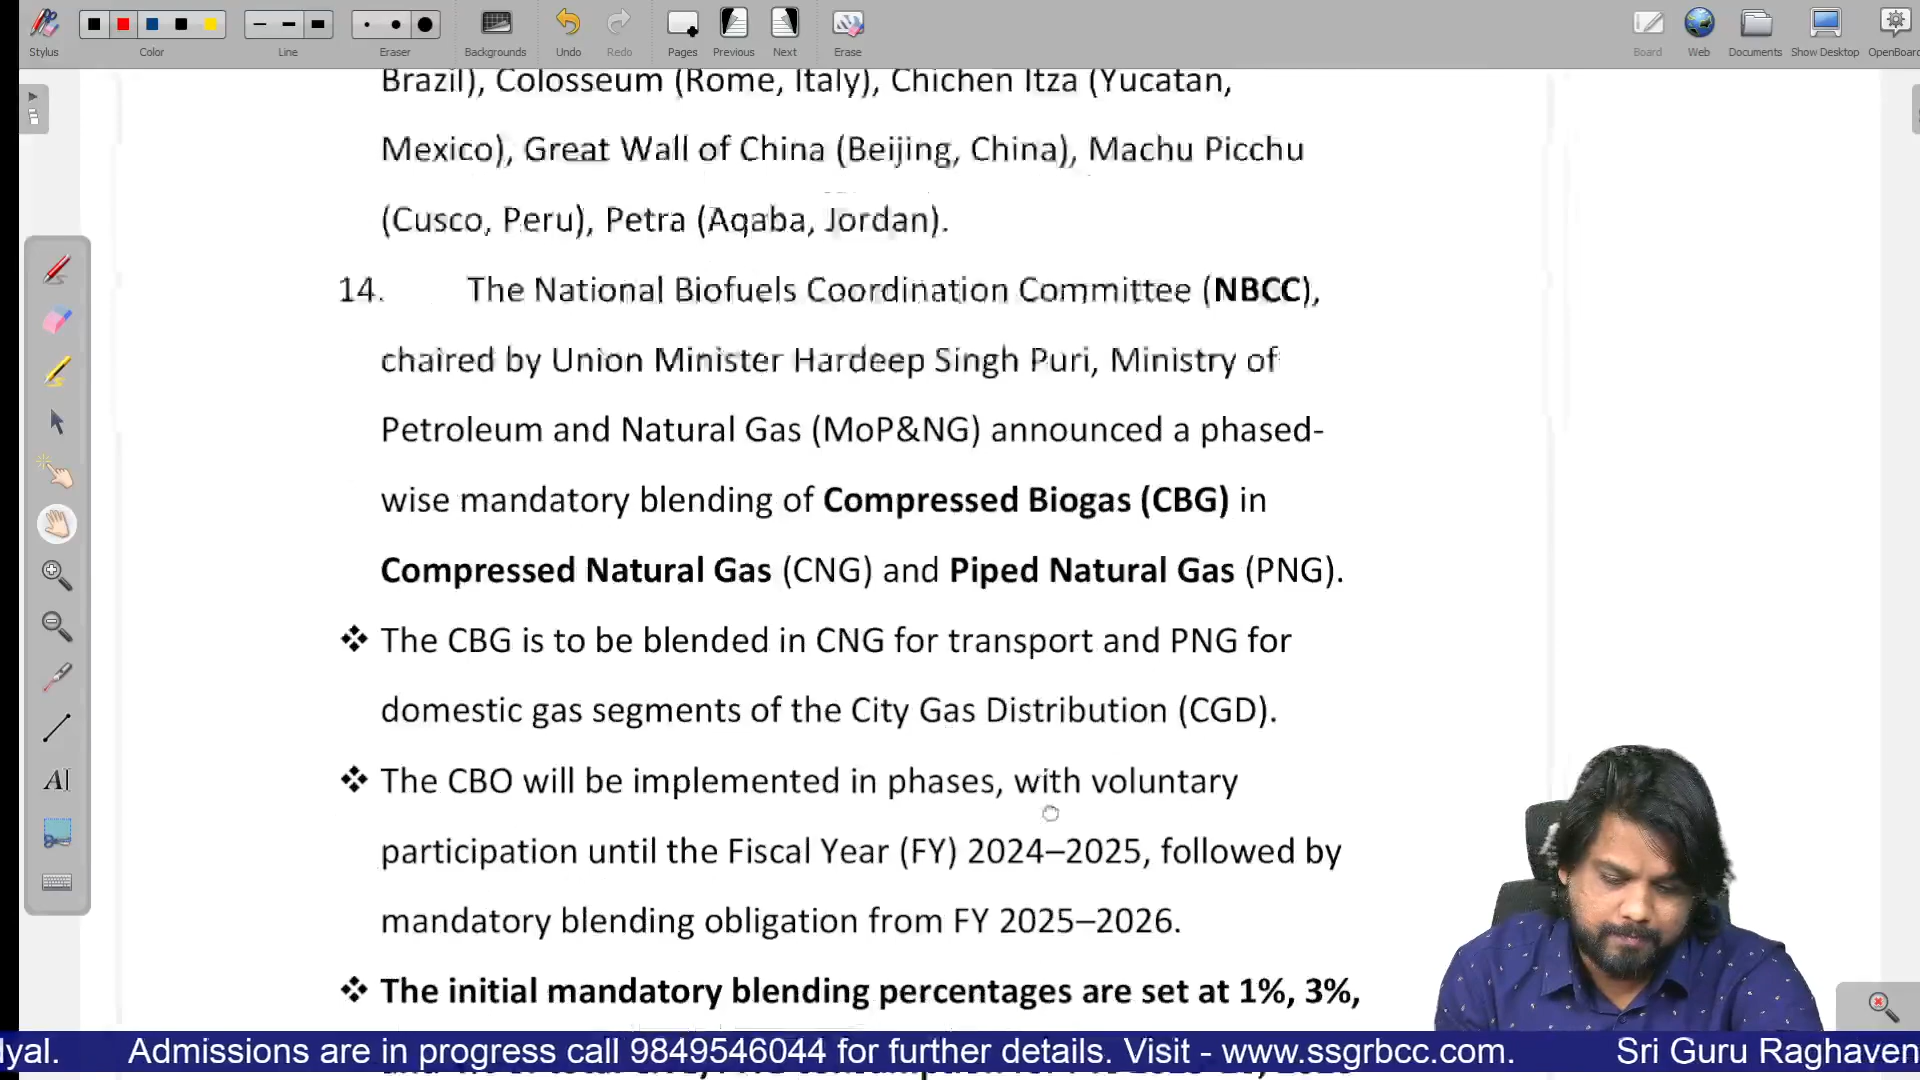 Stylus
Color
Line
Eraser
Backgrounds
Undo
Redo
Pages
Previous
Next
Erase
Board
Web
Documents
Show Desktop
OpenBoar
Brazil), Colosseum (Rome, Italy), Chichen Itza (Yucatan,
Mexico), Great Wall of China (Beijing, China), Machu Picchu
(Cusco, Peru), Petra (Aqaba, Jordan).
14. The National Biofuels Coordination Committee (NBCC),
chaired by Union Minister Hardeep Singh Puri, Ministry of
Petroleum and Natural Gas (MoP&NG) announced a phased-
wise mandatory blending of Compressed Biogas (CBG) in
Compressed Natural Gas (CNG) and Piped Natural Gas (PNG).
❖ The CBG is to be blended in CNG for transport and PNG for
domestic gas segments of the City Gas Distribution (CGD).
❖ The CBO will be implemented in phases, with voluntary
participation until the Fiscal Year (FY) 2024–2025, followed by
mandatory blending obligation from FY 2025–2026.
❖ The initial mandatory blending percentages are set at 1%, 3%,
dyal. Admissions are in progress call 9849546044 for further details. Visit - www.ssgrbcc.com. Sri Guru Raghaven